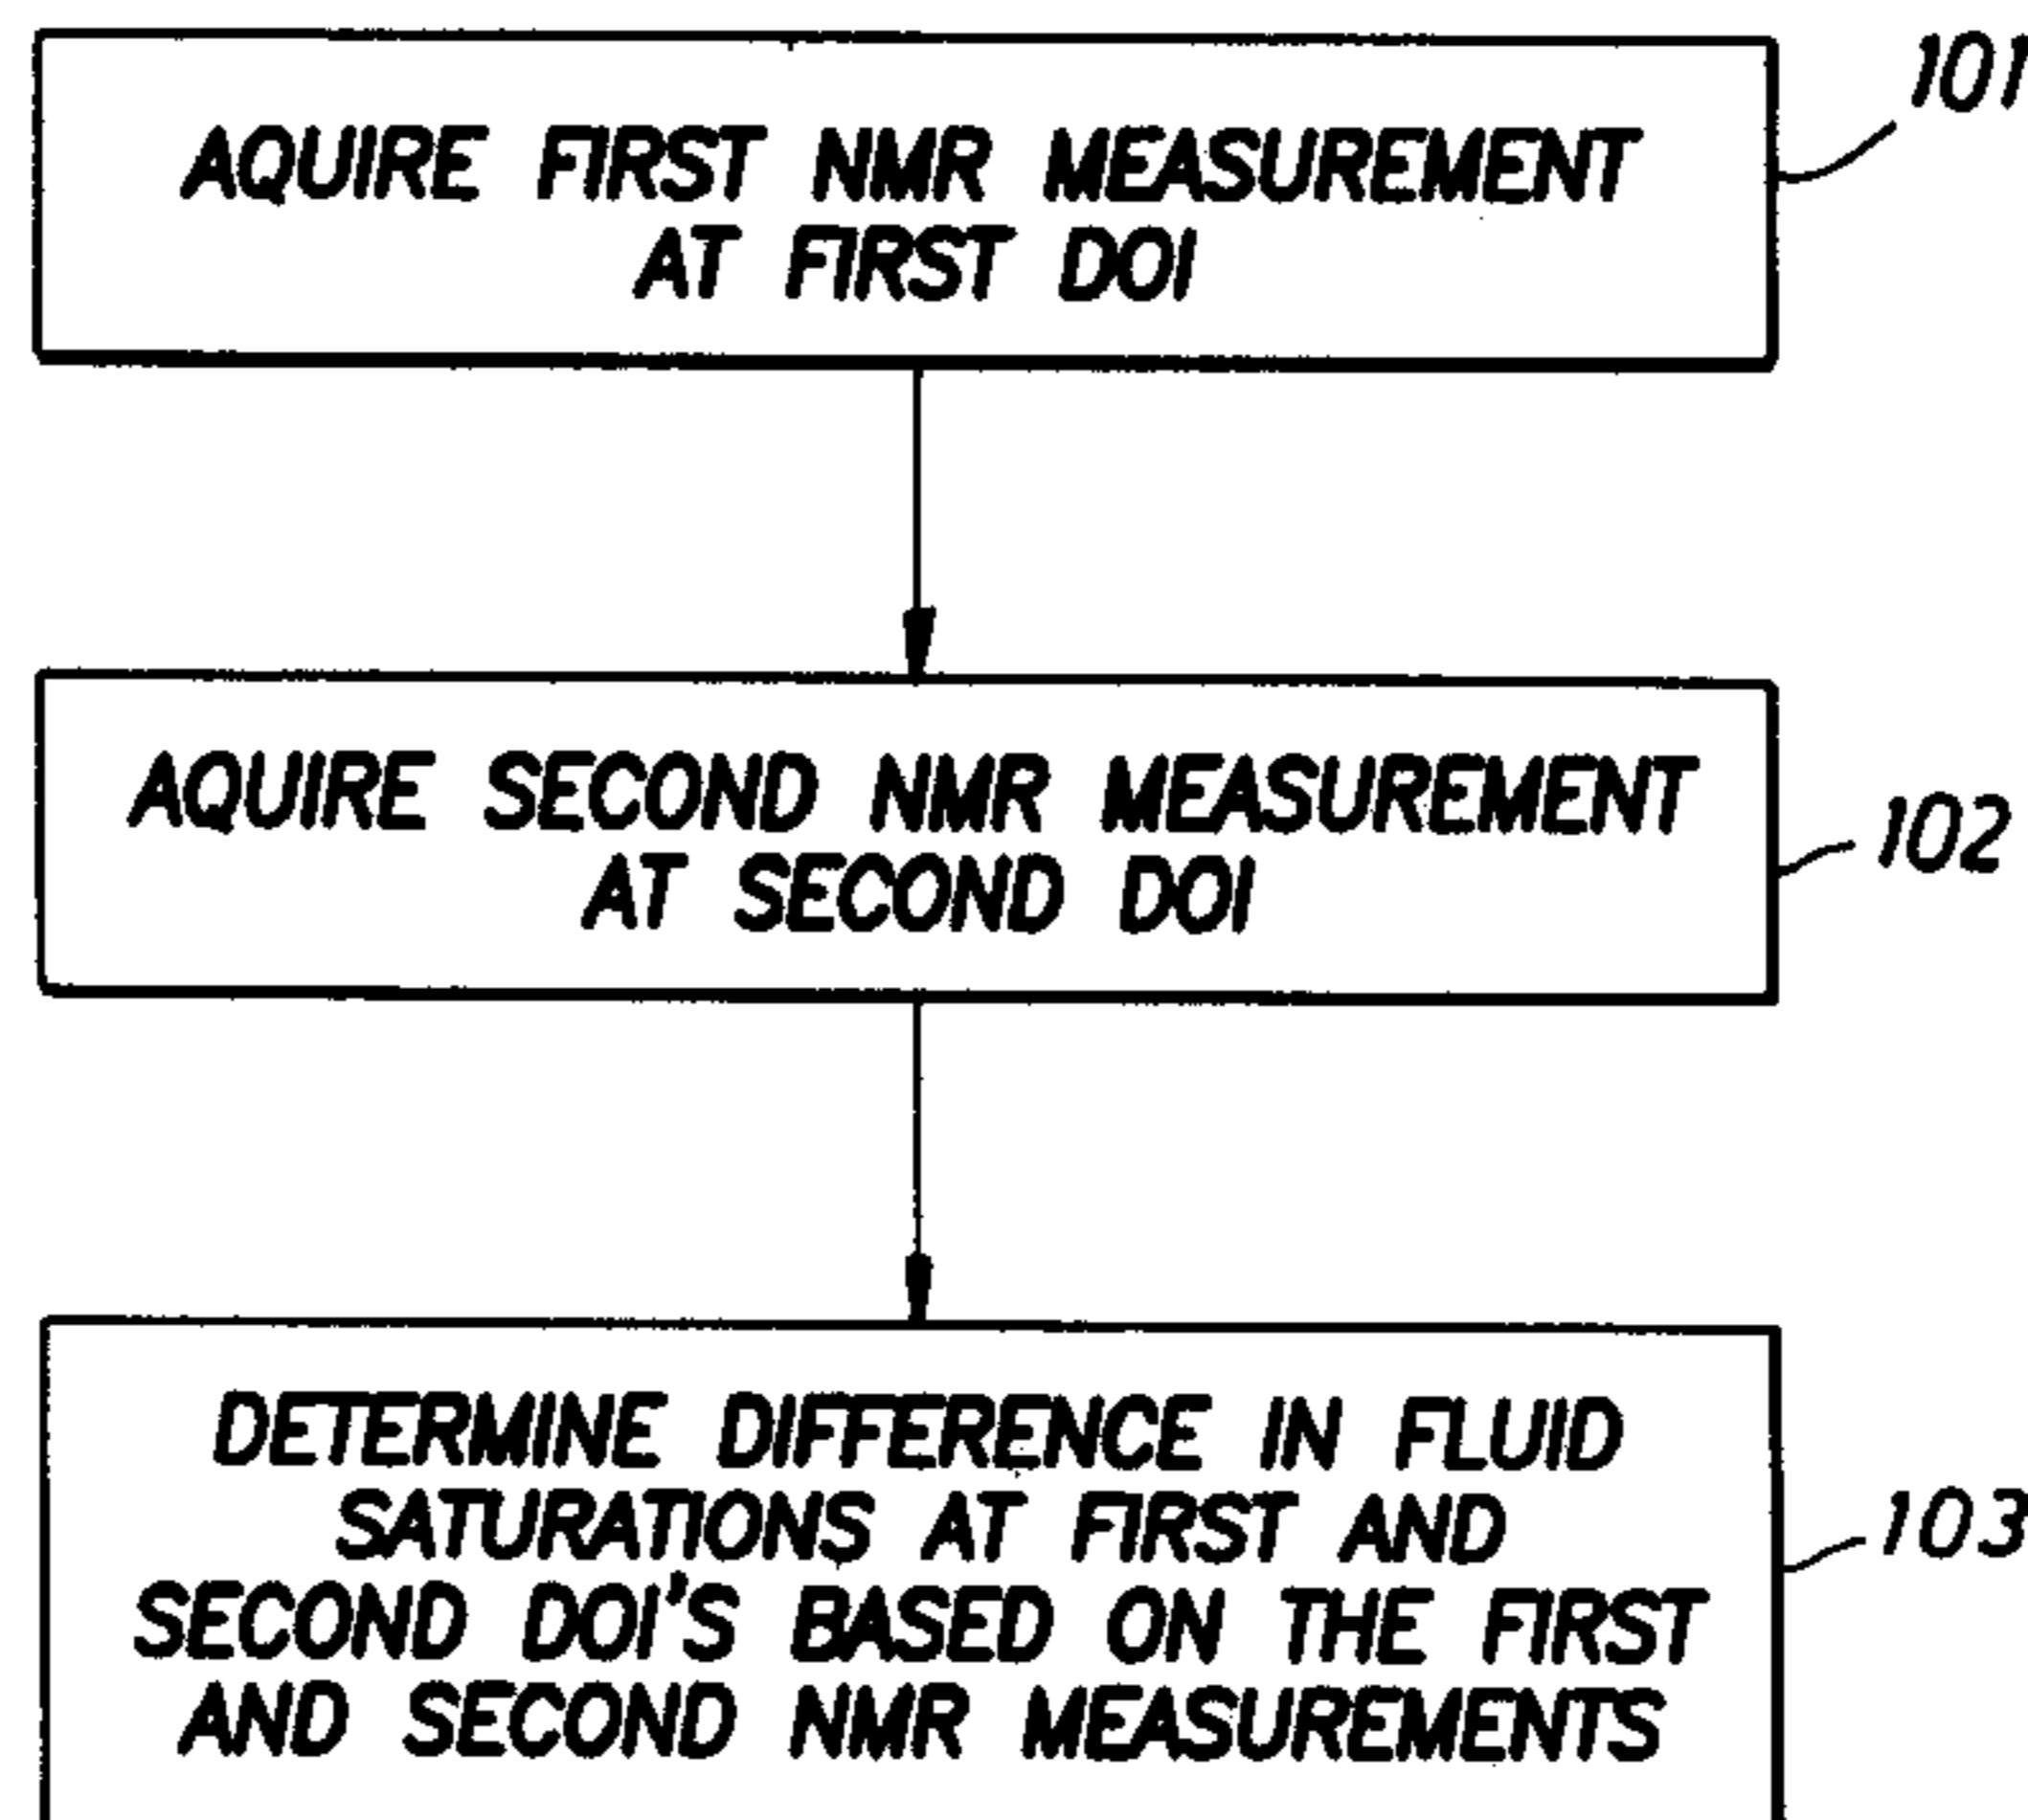 101
AQUIRE FIRST NMR MEASUREMENT
AT FIRST DOI
AQUIRE SECOND NMR MEASUREMENT
AT SECOND DOI
102
DETERMINE DIFFERENCE IN FLUID
SATURATIONS AT FIRST AND
SECOND DOI'S BASED ON THE FIRST
AND SECOND NMR MEASUREMENTS
103